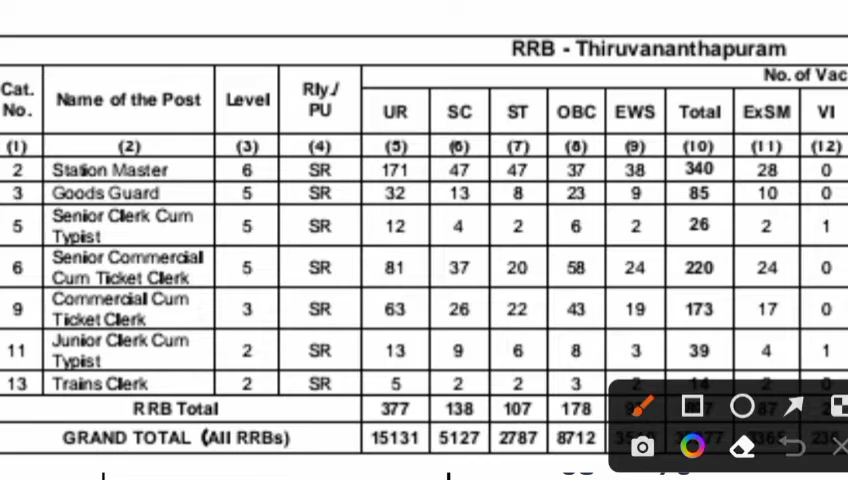 RRB - Thiruvananthapuram
Cat. No. Name of the Post Level Rly./ PU No. of Vac
UR SC ST OBC EWS Total ExSM VI
(1) (2) (3) (4) (5) (6) (7) (8) (9) (10) (11) (12)
2 Station Master 6 SR 171 47 47 37 38 340 28 0
3 Goods Guard 5 SR 32 13 8 23 9 85 10 0
5 Senior Clerk Cum Typist 5 SR 12 4 2 6 2 26 2 1
6 Senior Commercial Cum Ticket Clerk 5 SR 81 37 20 58 24 220 24 0
9 Commercial Cum Ticket Clerk 3 SR 63 26 22 43 19 173 17 0
11 Junior Clerk Cum Typist 2 SR 13 9 6 8 3 39 4 1
13 Trains Clerk 2 SR 5 2 2 3 2 14 2 0
RRB Total 377 138 107 178
GRAND TOTAL (All RRBs) 15131 5127 2787 8712